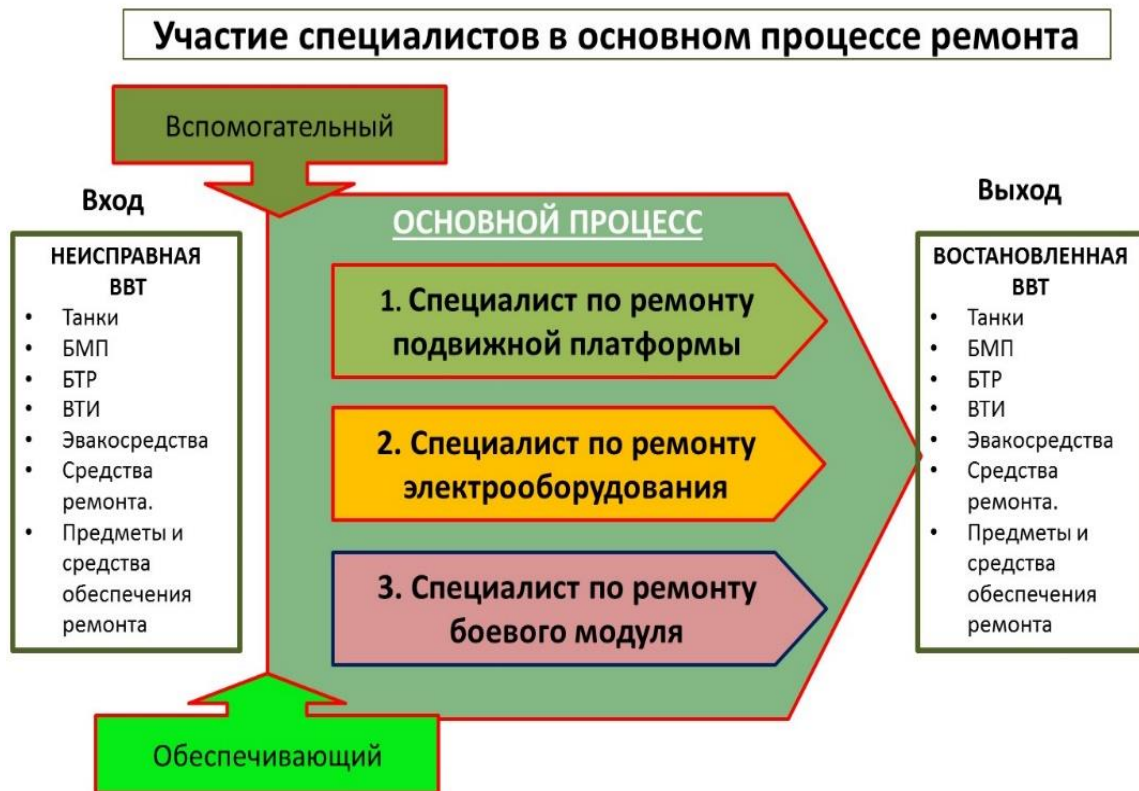 Участие специалистов в основном процессе ремонта
Вспомогательный
Вход
НЕИСПРАВНАЯ
ВВТ
• Танки
• БМП
• БТР
• ВТИ
• Эвакосредства
• Средства
ремонта.
• Предметы и
средства
обеспечения
ремонта
ОСНОВНОЙ ПРОЦЕСС
1. Специалист по ремонту
подвижной платформы
2. Специалист по ремонту
электрооборудования
3. Специалист по ремонту
боевого модуля
Обеспечивающий
Выход
ВОСТАНОВЛЕННАЯ
ВВТ
• Танки
• БМП
• БТР
• ВТИ
• Эвакосредства
• Средства
ремонта.
• Предметы и
средства
обеспечения
ремонта